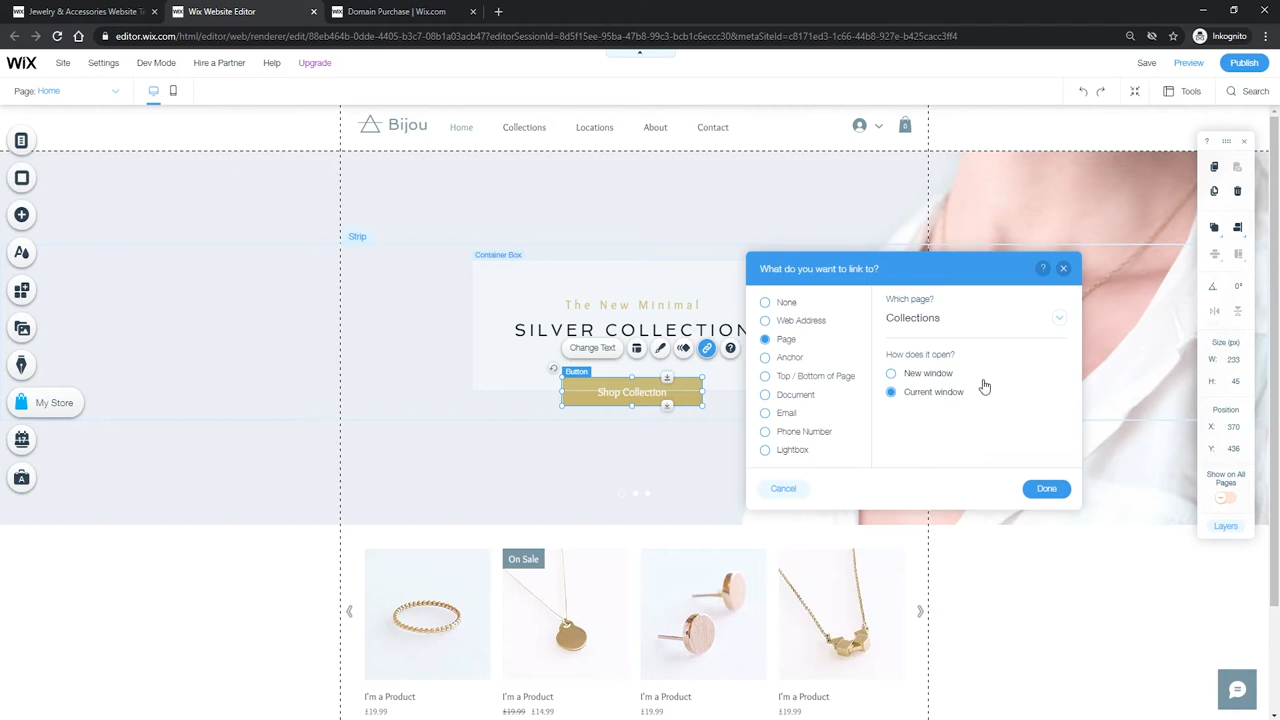 Jewelry & Accessories Website T
Wix Website Editor
Domain Purchase | Wix.com
editor.wix.com/html/editor/web/renderer/edit/88eb464b-0d00-4405-b3c7-08b1a03acb47?editorSessionId=8d5f15ee-95ba-47b8-99c3-bcb1c6eccc30&metaSiteId=c8171ed3-1c66-44b8-927e-b425cacc3ff4
Incognito
WiX
Site
Settings
Dev Mode
Hire a Partner
Help
Upgrade
Save
Preview
Publish
Page: Home
Tools
Search
Bijou
Home
Collections
Locations
About
Contact
0
Strip
Container Box
The New Minimal
SILVER COLLECTION
Change Text
Button
Shop Collection
My Store
17
What do you want to link to?
?
None
Web Address
Page
Anchor
Top / Bottom of Page
Document
Email
Phone Number
Lightbox
Which page?
Collections
How does it open?
New window
Current window
Cancel
Done
?
0°
Size (px)
W: 233
H: 45
Position
X: 370
Y: 436
Show on All
Pages
Layers
On Sale
I'm a Product
£19.99
I'm a Product
£19.99 £14.99
I'm a Product
£19.99
I'm a Product
£19.99